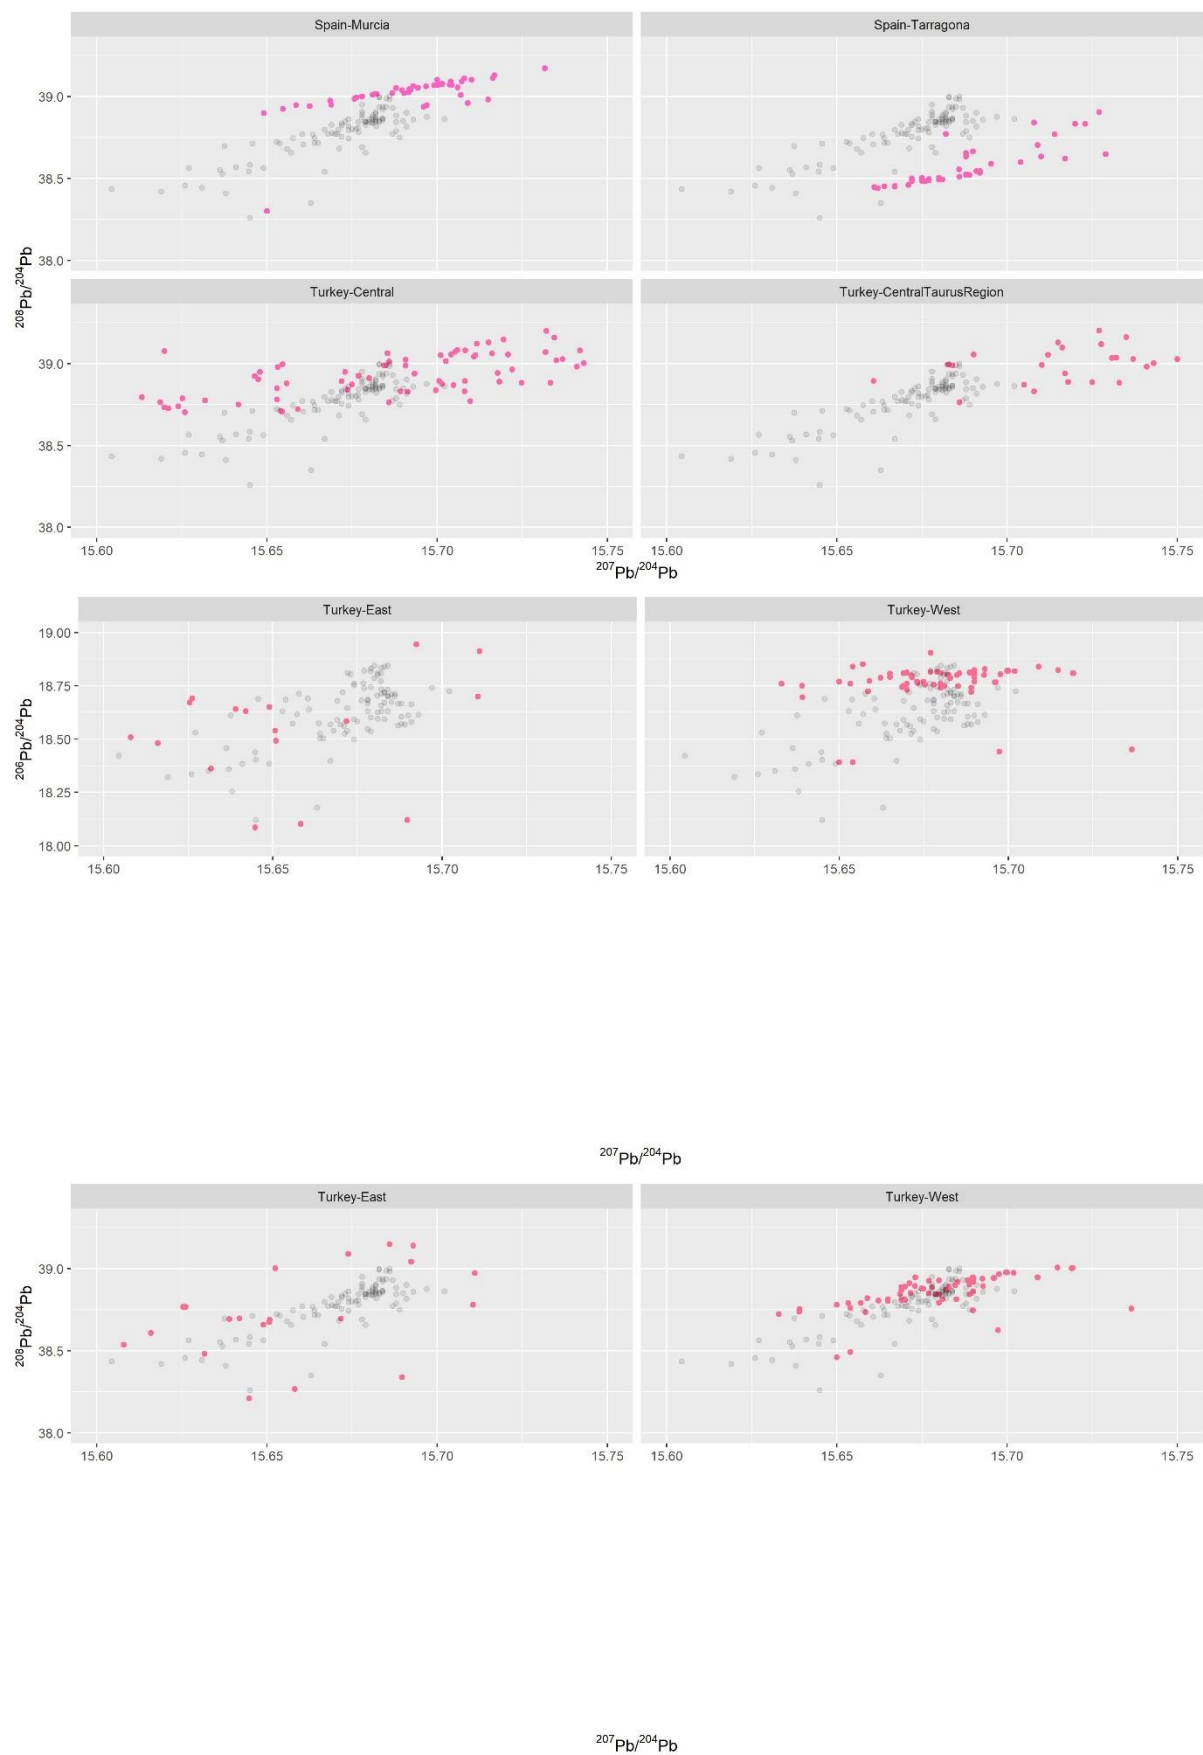 Spain-Murcia Spain-Tarragona
39.0
38.5
38.0
208Pb/204Pb
Turkey-Central Turkey-CentralTaurusRegion
39.0
38.5
38.0
15.60 15.65 15.70 15.75 15.60 15.65 15.70 15.75
207Pb/204Pb
Turkey-East Turkey-West
19.00
18.75
18.50
18.25
18.00
206Pb/204Pb
15.60 15.65 15.70 15.75 15.60 15.65 15.70 15.75
207Pb/204Pb
Turkey-East Turkey-West
39.0
38.5
38.0
208Pb/204Pb
15.60 15.65 15.70 15.75 15.60 15.65 15.70 15.75
207Pb/204Pb